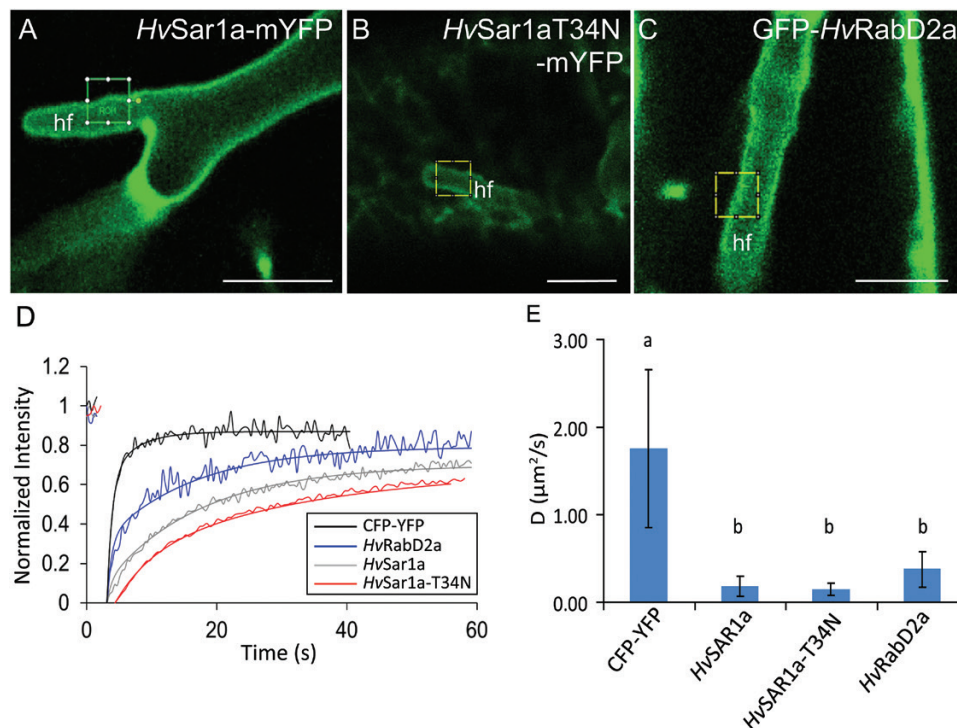 A
HvSar1a-mYFP
ROI
hf
B
HvSar1aT34N
-mYFP
hf
C
GFP-HvRabD2a
hf
D
Normalized Intensity
1.2
1
0.8
0.6
0.4
0.2
0
0
20
40
60
Time (s)
CFP-YFP
HvRabD2a
HvSar1a
HvSar1a-T34N
E
D (µm²/s)
3.00
2.00
1.00
0.00
a
b
b
b
CFP-YFP
HvSAR1a
HvSAR1a-T34N
HvRabD2a